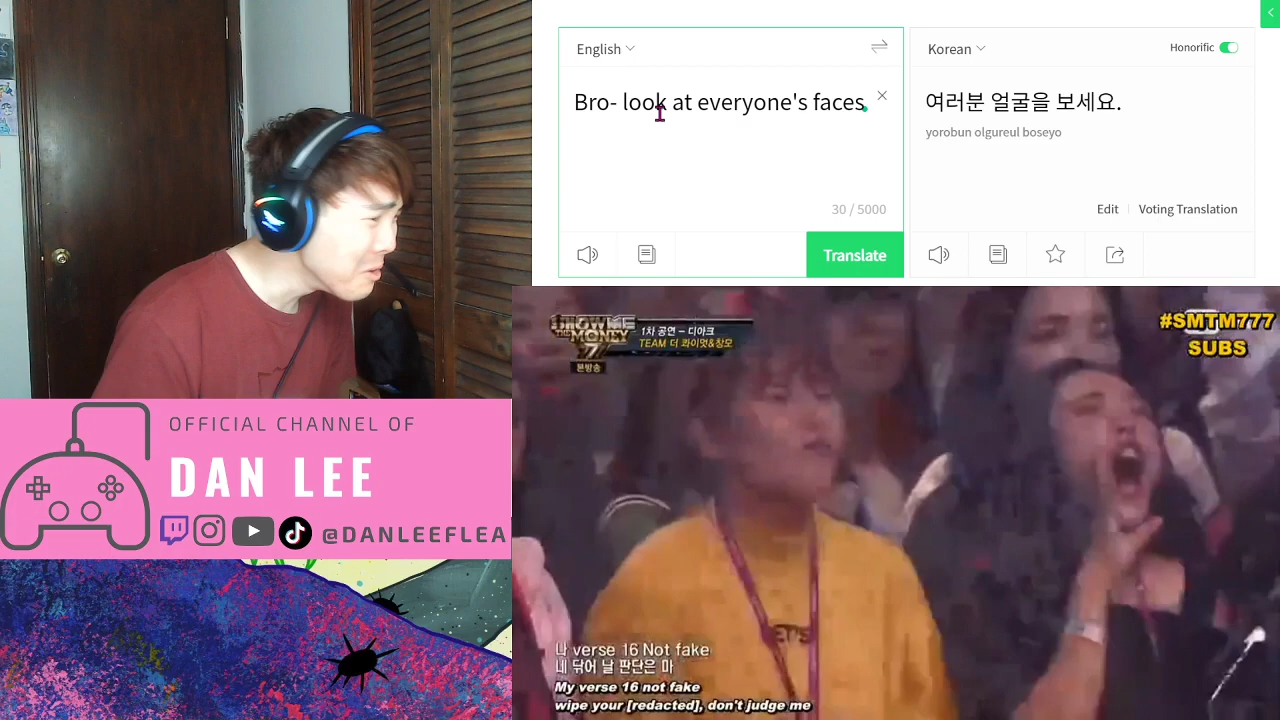 English
Bro- look at everyone's faces.
30 / 5000
Translate
Korean
Honorific
여러분 얼굴을 보세요.
yorobun olgureul boseyo
Edit
Voting Translation
OFFICIAL CHANNEL OF
DAN LEE
@DANLEEFLEA
SHOW ME
THE MONEY
7
본방송
1차 공연 – 디아크
TEAM 더 콰이엇&창모
#SMTM777
SUBS
나 verse 16 Not fake
네 닦어 날 판단은 마
My verse 16 not fake
wipe your [redacted], don't judge me